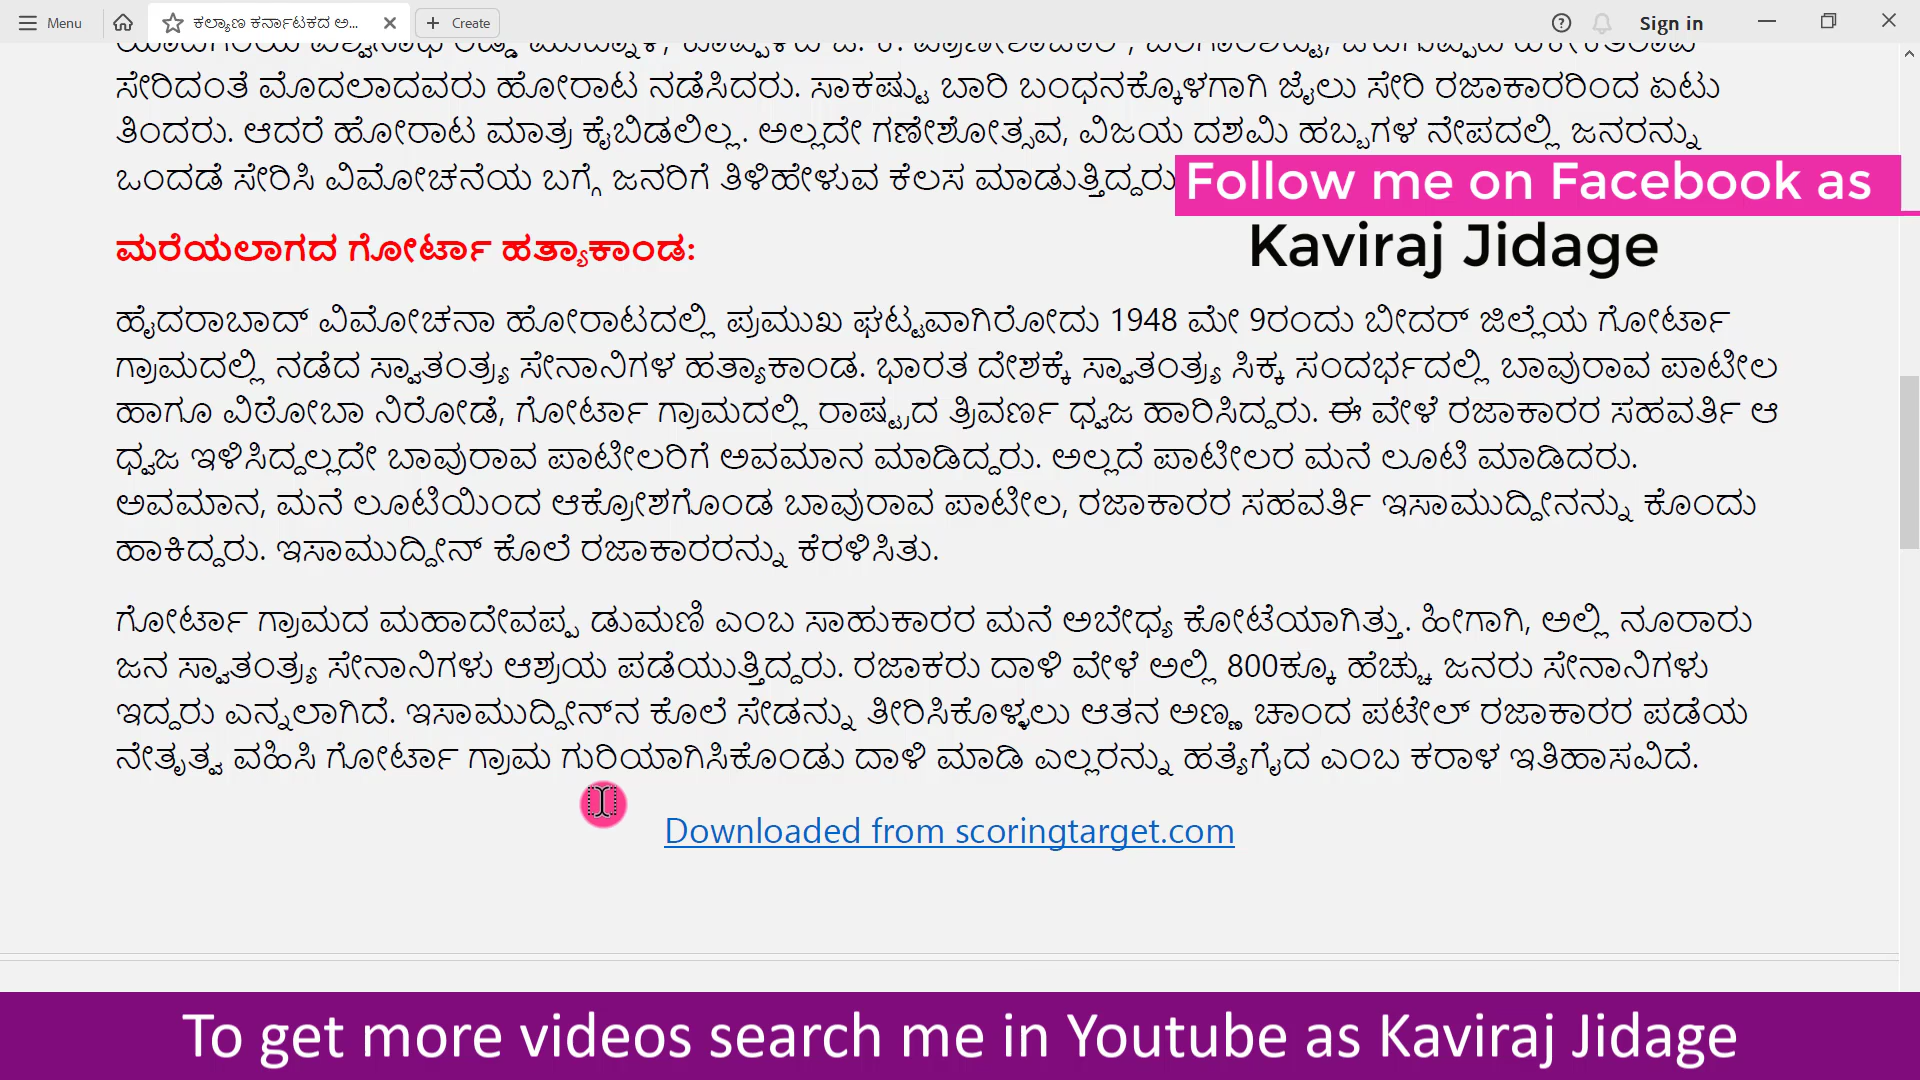 Menu
ಕಲ್ಯಾಣ ಕರ್ನಾಟಕದ ಅ...
Create
Sign in
ಸೇರಿದಂತೆ ಮೊದಲಾದವರು ಹೋರಾಟ ನಡೆಸಿದರು. ಸಾಕಷ್ಟು ಬಾರಿ ಬಂಧನಕ್ಕೊಳಗಾಗಿ ಜೈಲು ಸೇರಿ ರಜಾಕಾರರಿಂದ ಏಟು
ತಿಂದರು. ಆದರೆ ಹೋರಾಟ ಮಾತ್ರ ಕೈಬಿಡಲಿಲ್ಲ. ಅಲ್ಲದೇ ಗಣೇಶೋತ್ಸವ, ವಿಜಯ ದಶಮಿ ಹಬ್ಬಗಳ ನೇಪದಲ್ಲಿ ಜನರನ್ನು
ಒಂದಡೆ ಸೇರಿಸಿ ವಿಮೋಚನೆಯ ಬಗ್ಗೆ ಜನರಿಗೆ ತಿಳಿಹೇಳುವ ಕೆಲಸ ಮಾಡುತ್ತಿದ್ದರು
Follow me on Facebook as
Kaviraj Jidage
ಮರೆಯಲಾಗದ ಗೋರ್ಟಾ ಹತ್ಯಾಕಾಂಡ:
ಹೈದರಾಬಾದ್ ವಿಮೋಚನಾ ಹೋರಾಟದಲ್ಲಿ ಪ್ರಮುಖ ಘಟ್ಟವಾಗಿರೋದು 1948 ಮೇ 9ರಂದು ಬೀದರ್ ಜಿಲ್ಲೆಯ ಗೋರ್ಟಾ
ಗ್ರಾಮದಲ್ಲಿ ನಡೆದ ಸ್ವಾತಂತ್ರ್ಯ ಸೇನಾನಿಗಳ ಹತ್ಯಾಕಾಂಡ. ಭಾರತ ದೇಶಕ್ಕೆ ಸ್ವಾತಂತ್ರ್ಯ ಸಿಕ್ಕ ಸಂದರ್ಭದಲ್ಲಿ ಬಾವುರಾವ ಪಾಟೀಲ
ಹಾಗೂ ವಿಠೋಬಾ ನಿರೋಡೆ, ಗೋರ್ಟಾ ಗ್ರಾಮದಲ್ಲಿ ರಾಷ್ಟ್ರದ ತ್ರಿವರ್ಣ ಧ್ವಜ ಹಾರಿಸಿದ್ದರು. ಈ ವೇಳೆ ರಜಾಕಾರರ ಸಹವರ್ತಿ ಆ
ಧ್ವಜ ಇಳಿಸಿದ್ದಲ್ಲದೇ ಬಾವುರಾವ ಪಾಟೀಲರಿಗೆ ಅವಮಾನ ಮಾಡಿದ್ದರು. ಅಲ್ಲದೆ ಪಾಟೀಲರ ಮನೆ ಲೂಟಿ ಮಾಡಿದರು.
ಅವಮಾನ, ಮನೆ ಲೂಟಿಯಿಂದ ಆಕ್ರೋಶಗೊಂಡ ಬಾವುರಾವ ಪಾಟೀಲ, ರಜಾಕಾರರ ಸಹವರ್ತಿ ಇಸಾಮುದ್ದೀನನನ್ನು ಕೊಂದು
ಹಾಕಿದ್ದರು. ಇಸಾಮುದ್ದೀನ್ ಕೊಲೆ ರಜಾಕಾರರನ್ನು ಕೆರಳಿಸಿತು.
ಗೋರ್ಟಾ ಗ್ರಾಮದ ಮಹಾದೇವಪ್ಪ ಡುಮಣಿ ಎಂಬ ಸಾಹುಕಾರರ ಮನೆ ಅಬೇಧ್ಯ ಕೋಟೆಯಾಗಿತ್ತು. ಹೀಗಾಗಿ, ಅಲ್ಲಿ ನೂರಾರು
ಜನ ಸ್ವಾತಂತ್ರ್ಯ ಸೇನಾನಿಗಳು ಆಶ್ರಯ ಪಡೆಯುತ್ತಿದ್ದರು. ರಜಾಕರು ದಾಳಿ ವೇಳೆ ಅಲ್ಲಿ 800ಕ್ಕೂ ಹೆಚ್ಚು ಜನರು ಸೇನಾನಿಗಳು
ಇದ್ದರು ಎನ್ನಲಾಗಿದೆ. ಇಸಾಮುದ್ದೀನ್‌ನ ಕೊಲೆ ಸೇಡನ್ನು ತೀರಿಸಿಕೊಳ್ಳಲು ಆತನ ಅಣ್ಣ ಚಾಂದ ಪಟೇಲ್ ರಜಾಕಾರರ ಪಡೆಯ
ನೇತೃತ್ವ ವಹಿಸಿ ಗೋರ್ಟಾ ಗ್ರಾಮ ಗುರಿಯಾಗಿಸಿಕೊಂಡು ದಾಳಿ ಮಾಡಿ ಎಲ್ಲರನ್ನು ಹತ್ಯೆಗೈದ ಎಂಬ ಕರಾಳ ಇತಿಹಾಸವಿದೆ.
Downloaded from scoringtarget.com
To get more videos search me in Youtube as Kaviraj Jidage